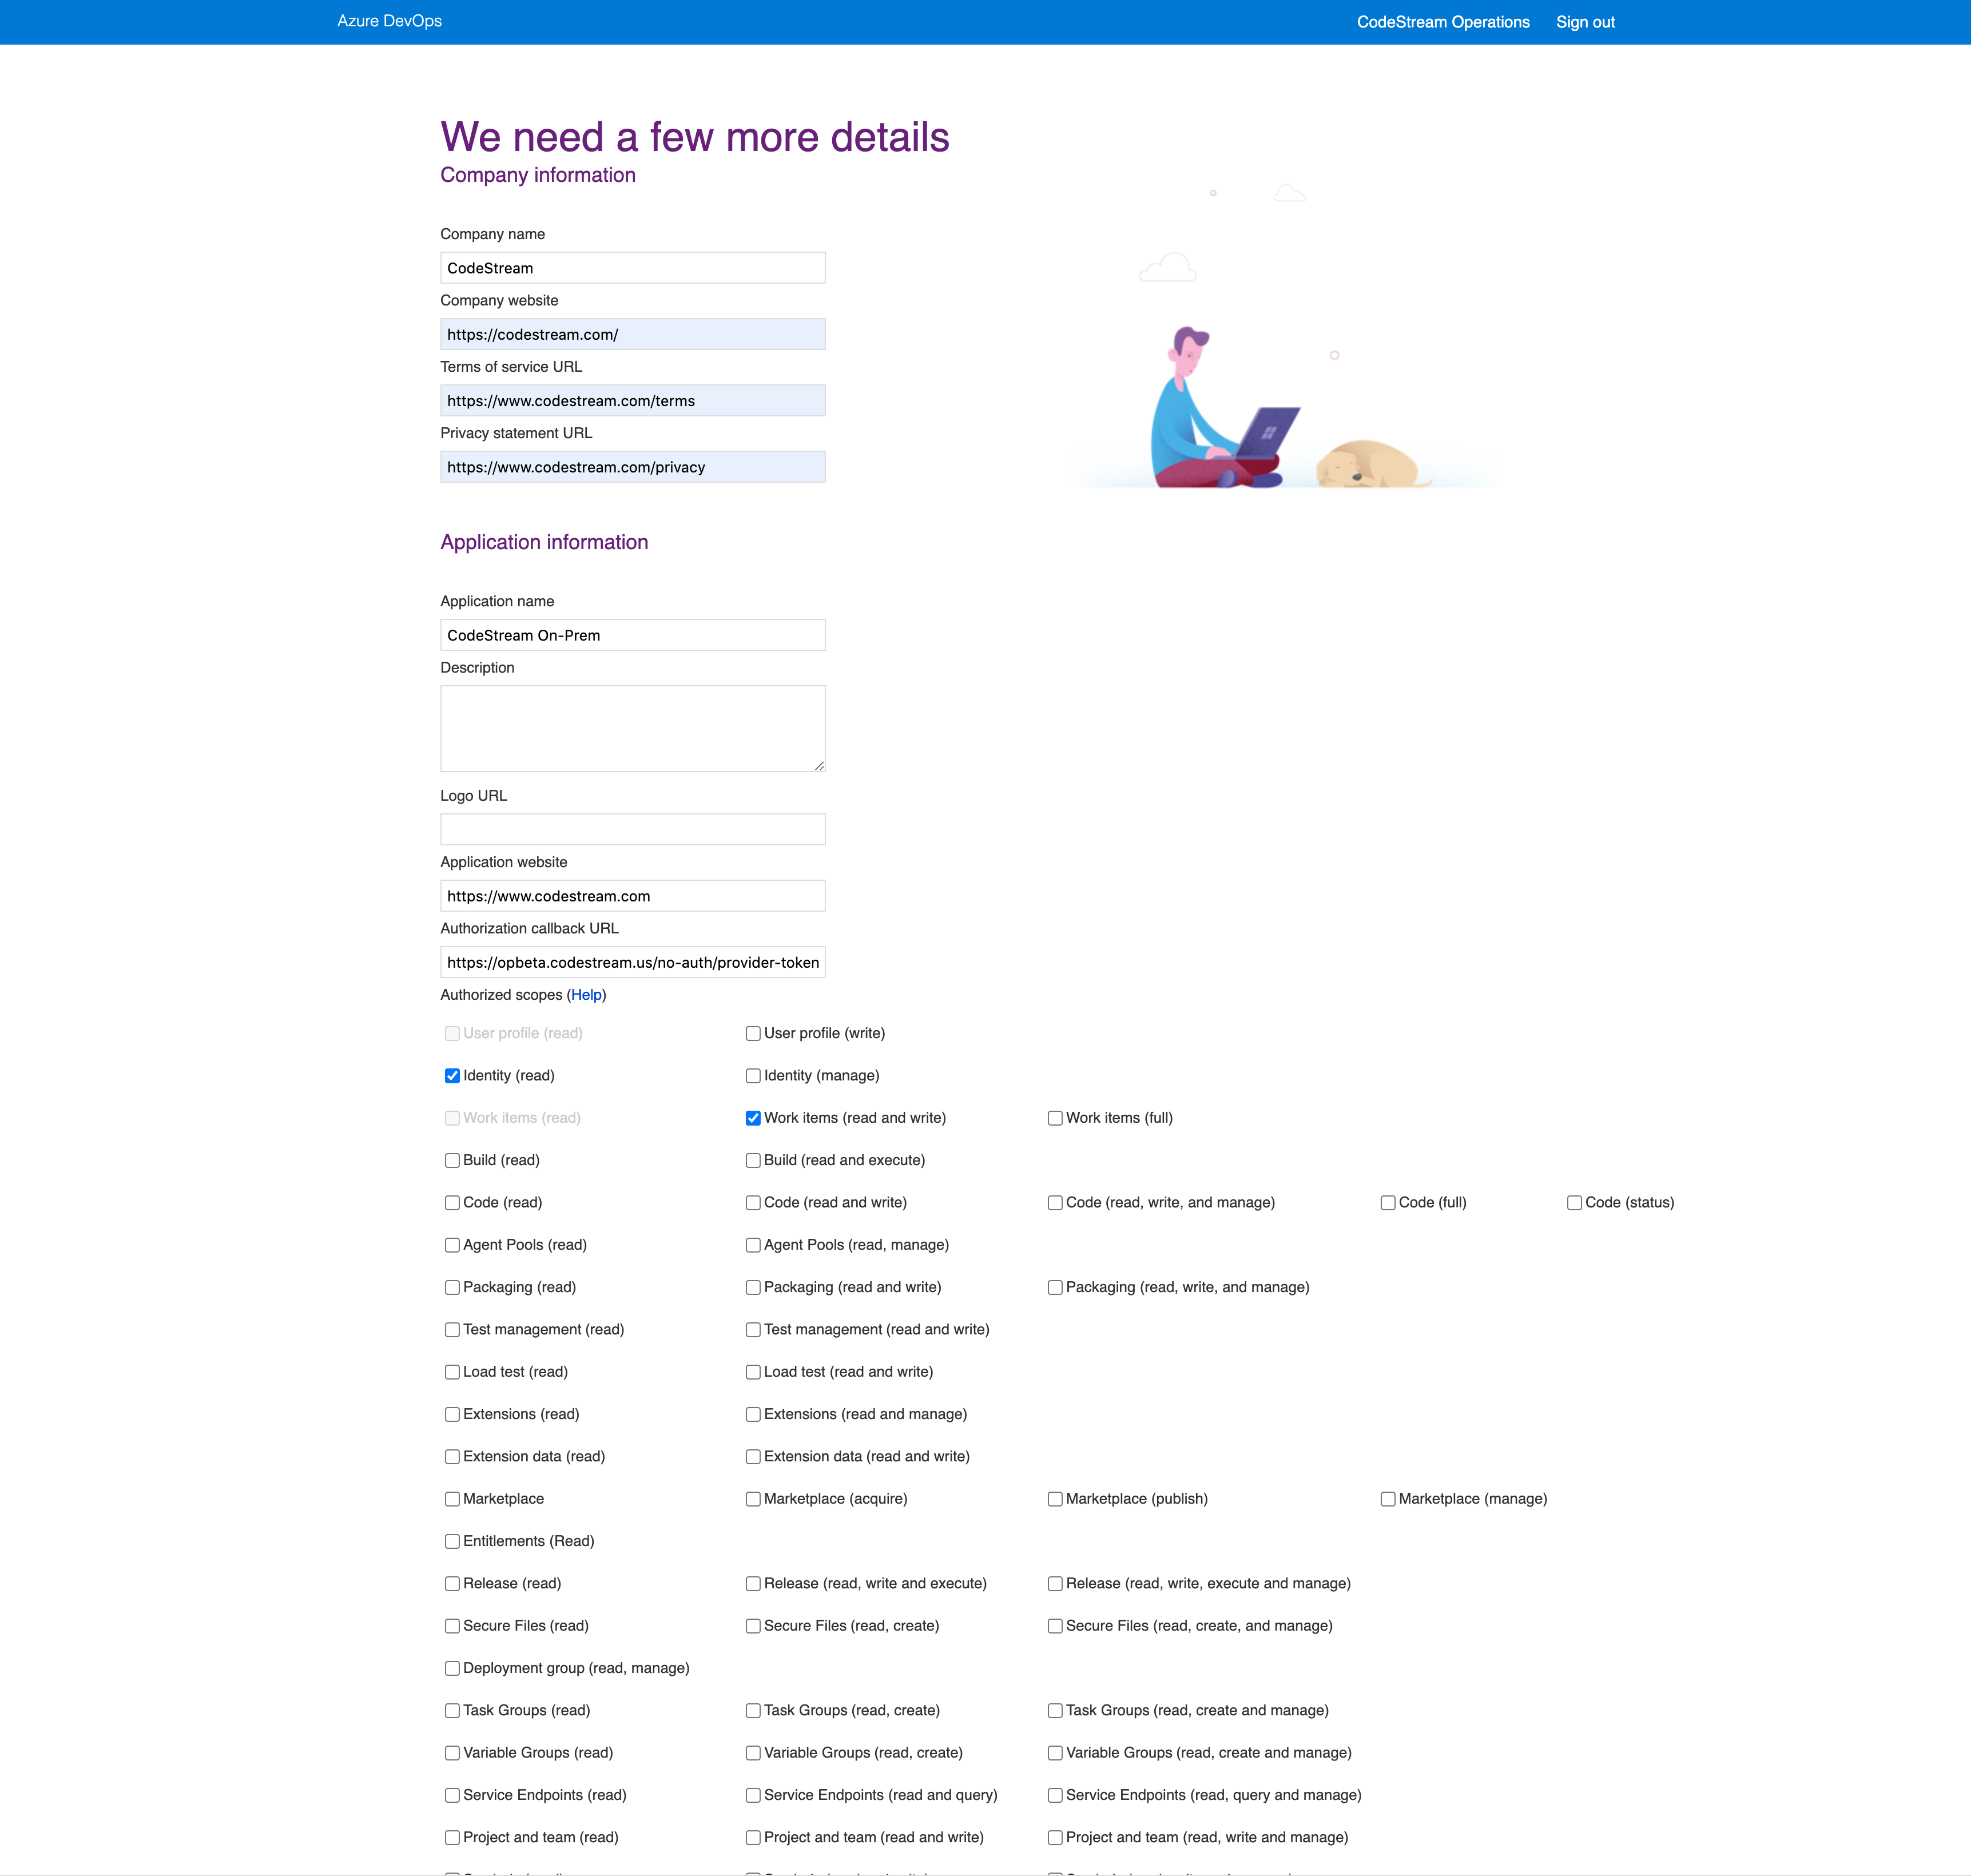 Azure DevOps CodeStream Operations Sign out
We need a few more details
Company information
Company name
CodeStream
Company website
https://codestream.com/
Terms of service URL
https://www.codestream.com/terms
Privacy statement URL
https://www.codestream.com/privacy
Application information
Application name
CodeStream On-Prem
Description
Logo URL
Application website
https://www.codestream.com
Authorization callback URL
https://opbeta.codestream.us/no-auth/provider-token
Authorized scopes (Help)
User profile (read) User profile (write)
Identity (read) Identity (manage)
Work items (read) Work items (read and write) Work items (full)
Build (read) Build (read and execute)
Code (read) Code (read and write) Code (read, write, and manage) Code (full) Code (status)
Agent Pools (read) Agent Pools (read, manage)
Packaging (read) Packaging (read and write) Packaging (read, write, and manage)
Test management (read) Test management (read and write)
Load test (read) Load test (read and write)
Extensions (read) Extensions (read and manage)
Extension data (read) Extension data (read and write)
Marketplace Marketplace (acquire) Marketplace (publish) Marketplace (manage)
Entitlements (Read)
Release (read) Release (read, write and execute) Release (read, write, execute and manage)
Secure Files (read) Secure Files (read, create) Secure Files (read, create, and manage)
Deployment group (read, manage)
Task Groups (read) Task Groups (read, create) Task Groups (read, create and manage)
Variable Groups (read) Variable Groups (read, create) Variable Groups (read, create and manage)
Service Endpoints (read) Service Endpoints (read and query) Service Endpoints (read, query and manage)
Project and team (read) Project and team (read and write) Project and team (read, write and manage)